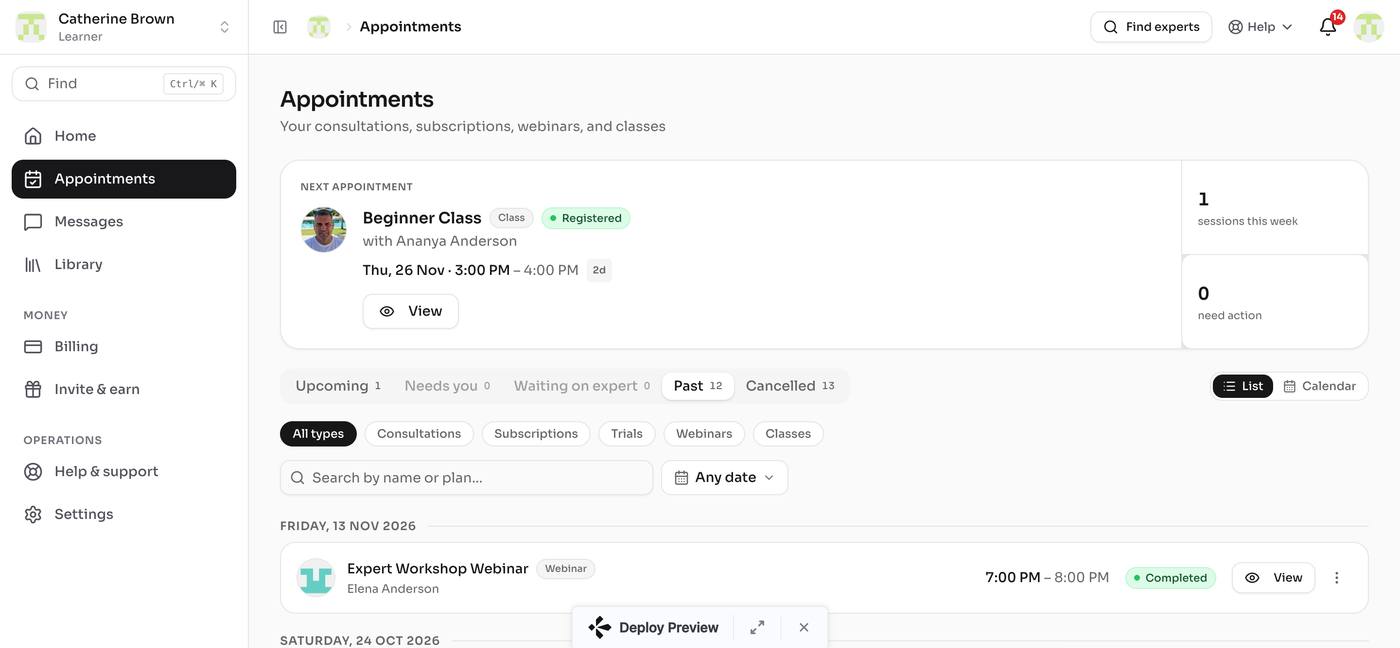 Catherine Brown
Learner
Find Ctrl/⌘ K
Home
Appointments
Messages
Library
MONEY
Billing
Invite & earn
OPERATIONS
Help & support
Settings
Appointments
Find experts
Help
14
Appointments
Your consultations, subscriptions, webinars, and classes
NEXT APPOINTMENT
Beginner Class Class Registered
with Ananya Anderson
Thu, 26 Nov · 3:00 PM – 4:00 PM 2d
View
1
sessions this week
0
need action
Upcoming 1 Needs you 0 Waiting on expert 0 Past 12 Cancelled 13
List Calendar
All types Consultations Subscriptions Trials Webinars Classes
Search by name or plan...
Any date
FRIDAY, 13 NOV 2026
Expert Workshop Webinar Webinar
Elena Anderson
7:00 PM – 8:00 PM Completed View
Deploy Preview
SATURDAY, 24 OCT 2026